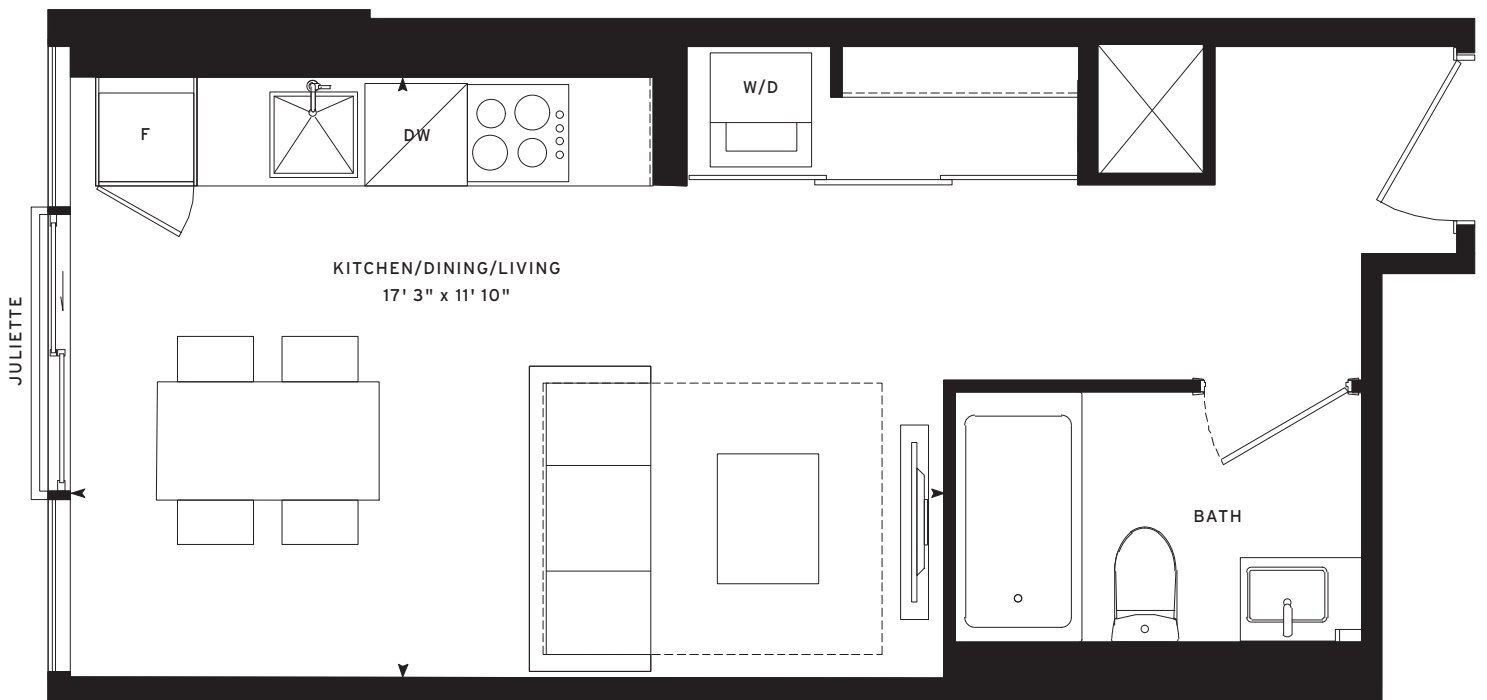 W/D
F
DW
KITCHEN/DINING/LIVING
17' 3" x 11' 10"
JULIETTE
BATH